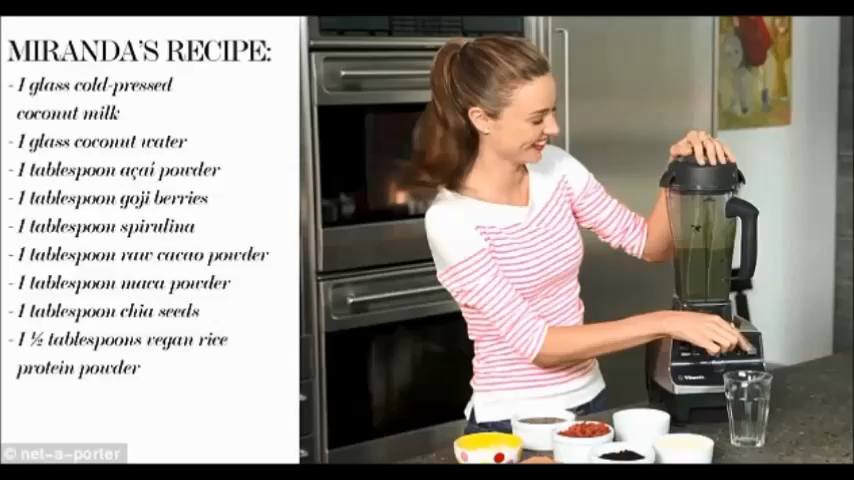 MIRANDA'S RECIPE:
- 1 glass cold-pressed
coconut milk
- 1 glass coconut water
- 1 tablespoon açaí powder
- 1 tablespoon goji berries
- 1 tablespoon spirulina
- 1 tablespoon raw cacao powder
- 1 tablespoon maca powder
- 1 tablespoon chia seeds
- 1 ½ tablespoons vegan rice
protein powder
Vitamix
© net-a-porter